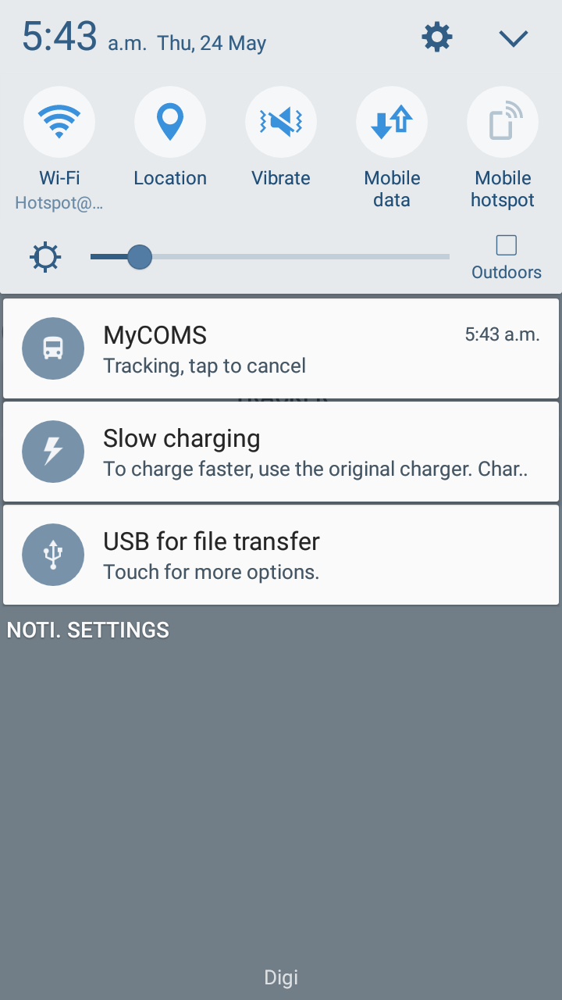 5:43 a.m. Thu, 24 May
Wi-Fi
Hotspot@...
Location
Vibrate
Mobile
data
Mobile
hotspot
Outdoors
MyCOMS
5:43 a.m.
Tracking, tap to cancel
Slow charging
To charge faster, use the original charger. Char..
USB for file transfer
Touch for more options.
NOTI. SETTINGS
Digi